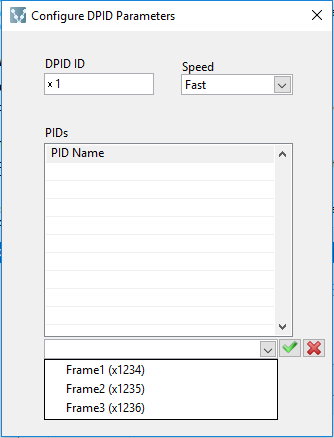 Configure DPID Parameters
DPID ID
Speed
x 1
Fast
PIDs
PID Name
Frame1 (x1234)
Frame2 (x1235)
Frame3 (x1236)